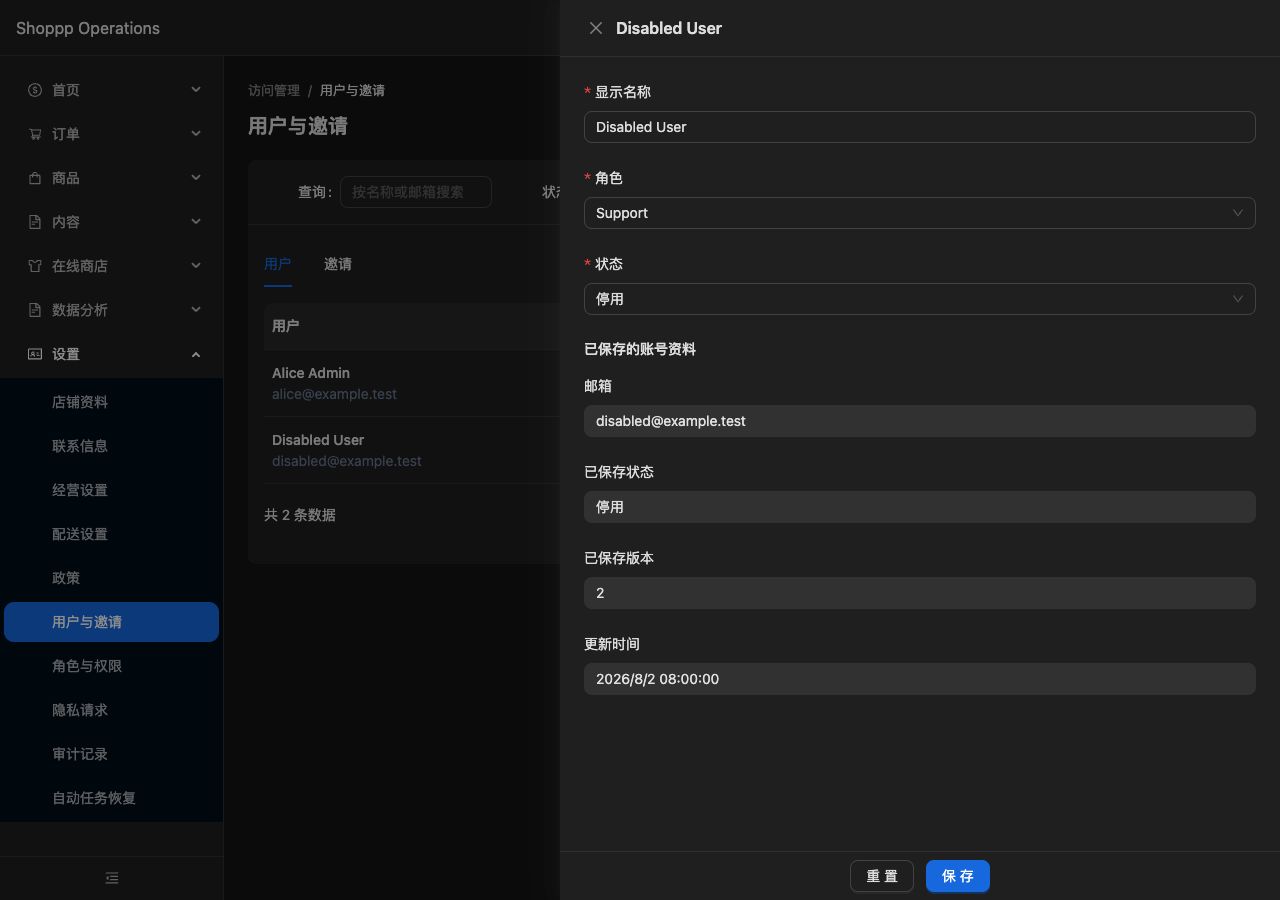 Shoppp Operations
首页
订单
商品
内容
在线商店
数据分析
设置
店铺资料
联系信息
经营设置
配送设置
政策
用户与邀请
角色与权限
隐私请求
审计记录
自动任务恢复
访问管理 / 用户与邀请
用户与邀请
查询: 按名称或邮箱搜索
用户 邀请
用户
Alice Admin
alice@example.test
Disabled User
disabled@example.test
共 2 条数据
Disabled User
* 显示名称
Disabled User
* 角色
Support
* 状态
停用
已保存的账号资料
邮箱
disabled@example.test
已保存状态
停用
已保存版本
2
更新时间
2026/8/2 08:00:00
重 置 保 存